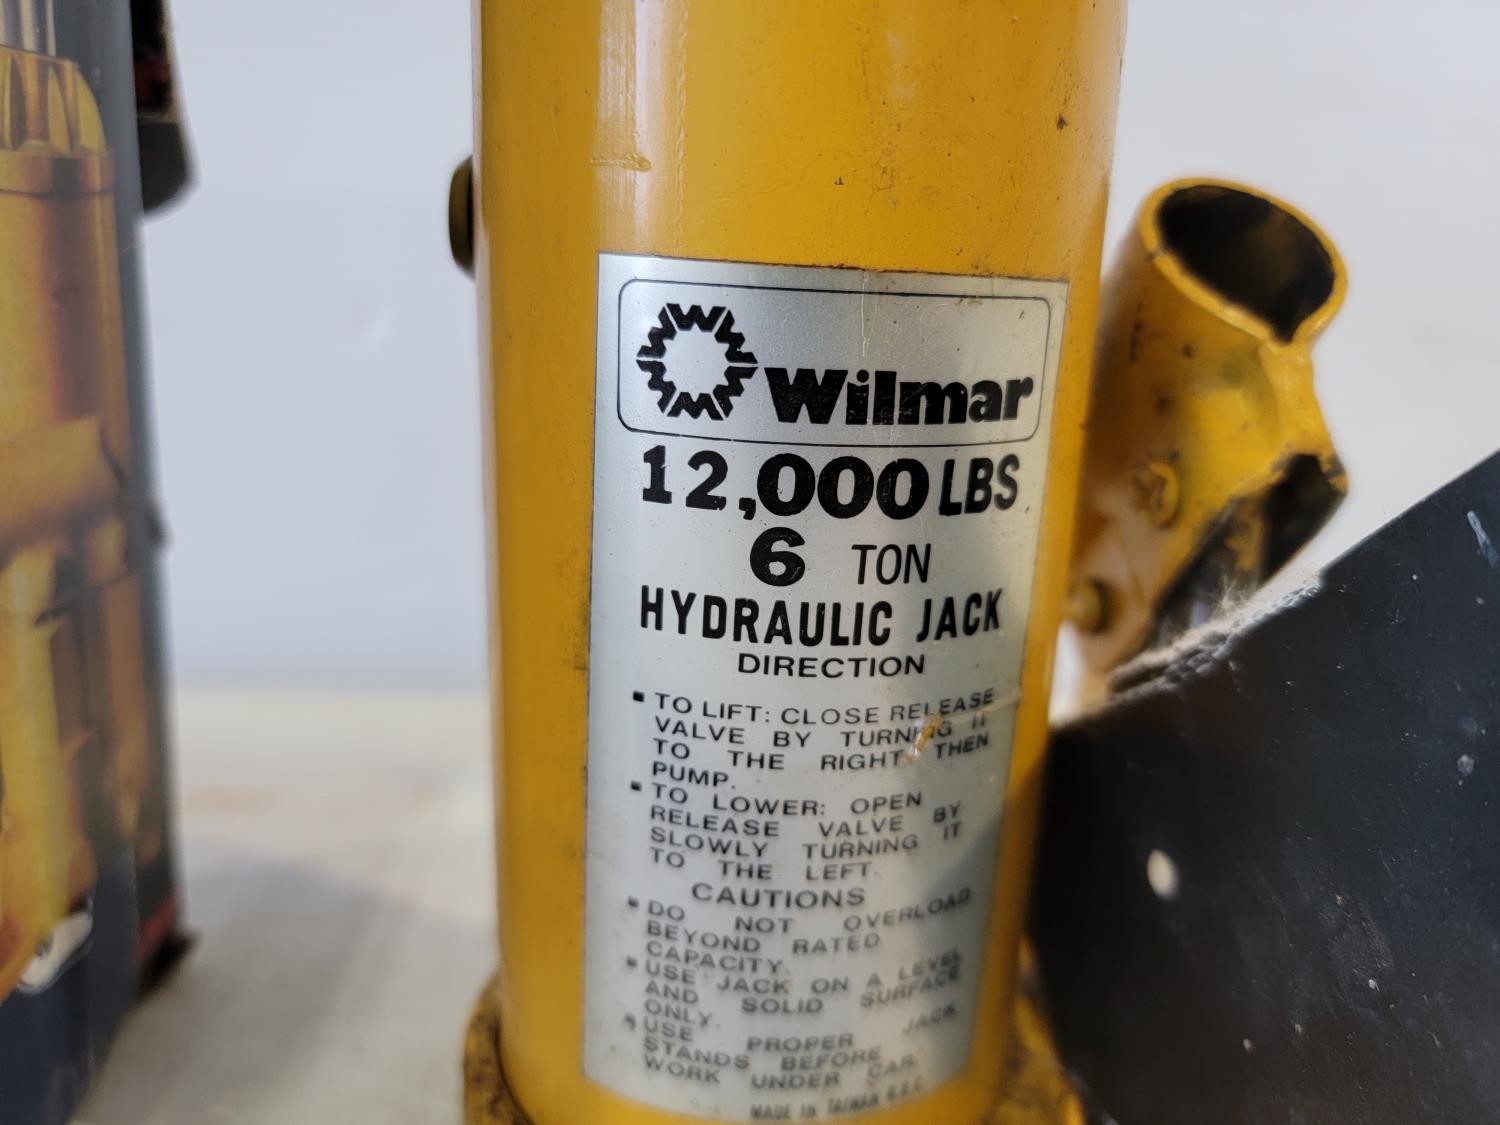 Wilmar
12,000 LBS
6 TON
HYDRAULIC JACK
DIRECTION
▪ TO LIFT: CLOSE RELEASE
VALVE BY TURNING IT
TO THE RIGHT, THEN
PUMP.
▪ TO LOWER: OPEN
RELEASE VALVE BY
SLOWLY TURNING IT
TO THE LEFT.
CAUTIONS
▪ DO NOT OVERLOAD
BEYOND RATED
CAPACITY.
▪ USE JACK ON A LEVEL
AND SOLID SURFACE
ONLY.
▪ USE PROPER JACK
STANDS BEFORE
WORK UNDER CAR.
MADE IN TAIWAN R.O.C.